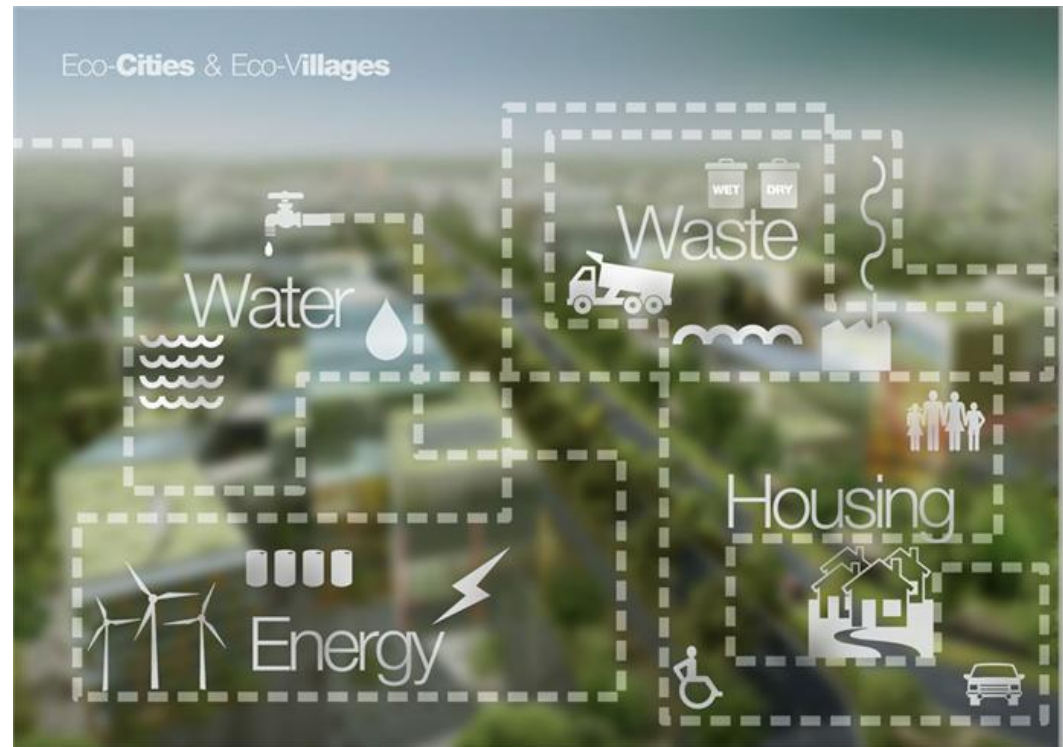 Eco-Cities & Eco-Villages
WET DRY
Waste
Water
Housing
Energy